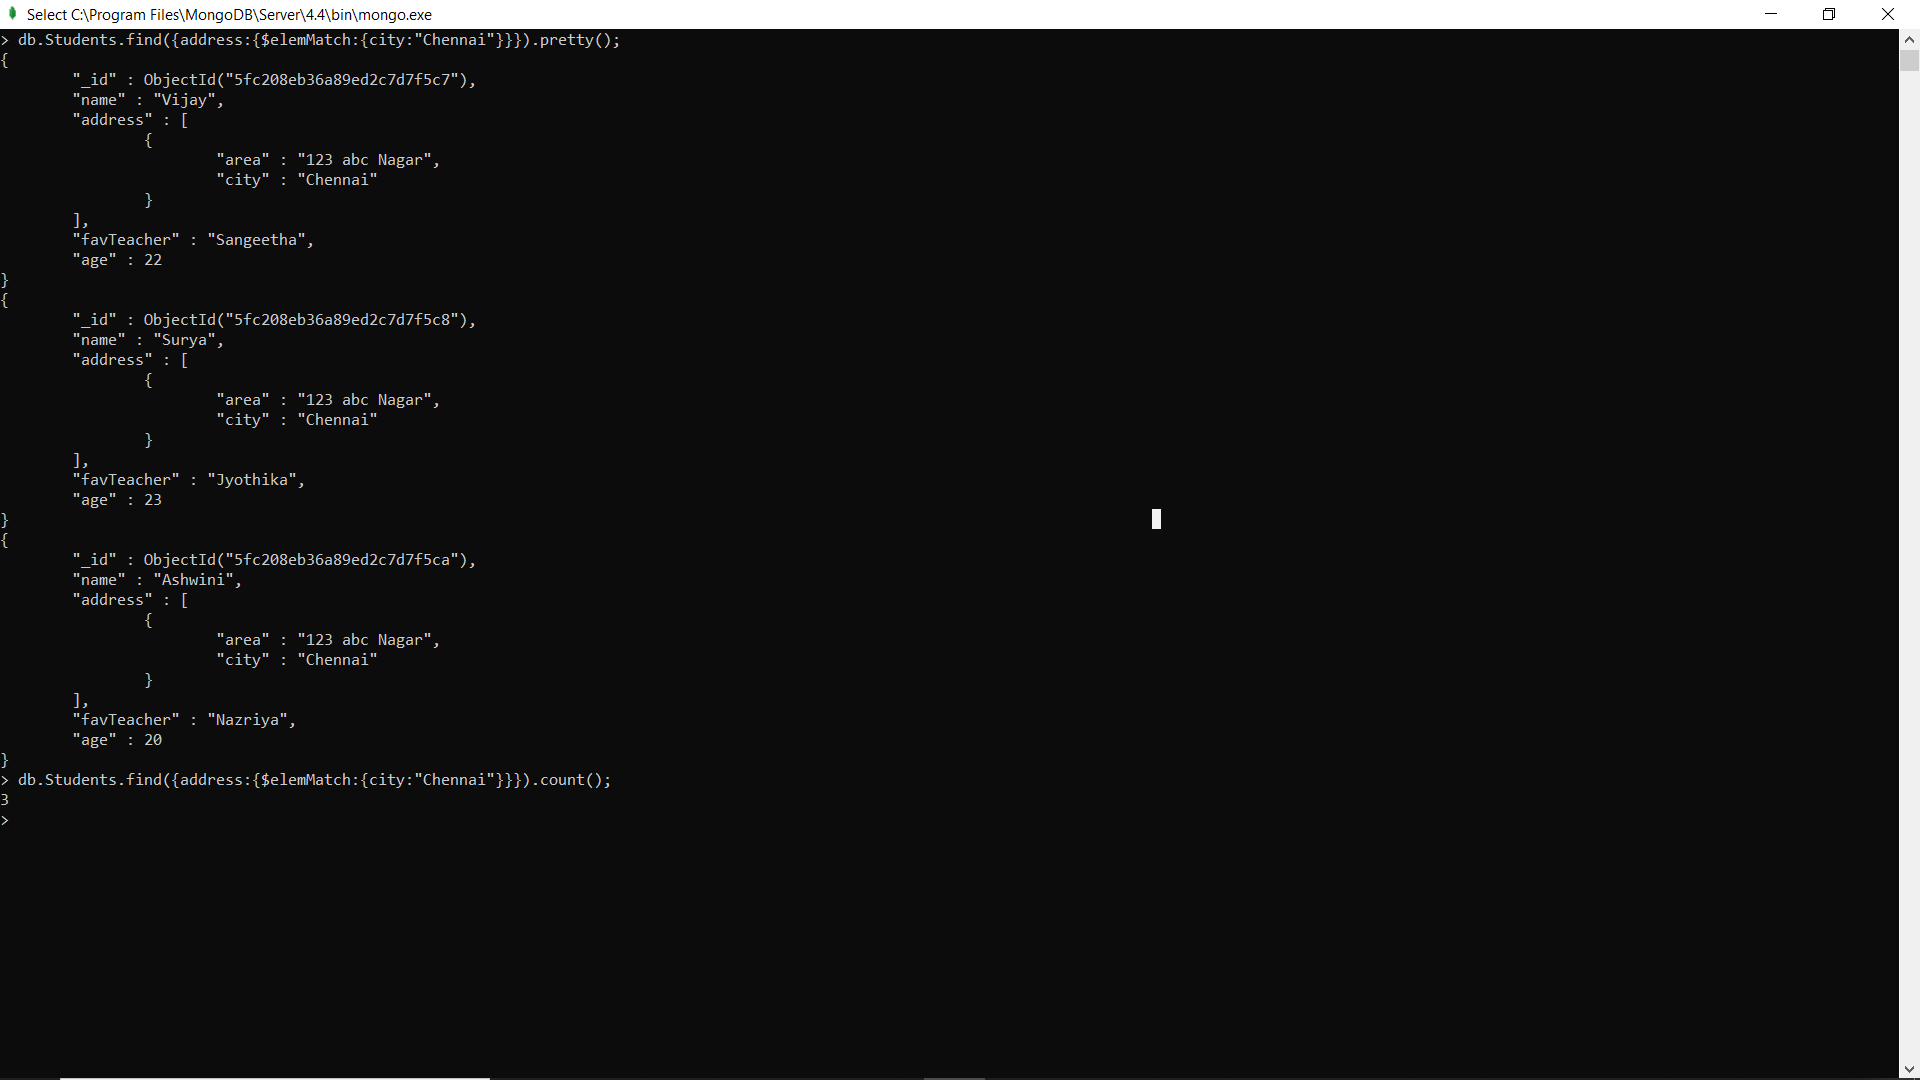 Select C:\Program Files\MongoDB\Server\4.4\bin\mongo.exe
> db.Students.find({address:{$elemMatch:{city:"Chennai"}}}).pretty();
{
        "_id" : ObjectId("5fc208eb36a89ed2c7d7f5c7"),
        "name" : "Vijay",
        "address" : [
                {
                        "area" : "123 abc Nagar",
                        "city" : "Chennai"
                }
        ],
        "favTeacher" : "Sangeetha",
        "age" : 22
}
{
        "_id" : ObjectId("5fc208eb36a89ed2c7d7f5c8"),
        "name" : "Surya",
        "address" : [
                {
                        "area" : "123 abc Nagar",
                        "city" : "Chennai"
                }
        ],
        "favTeacher" : "Jyothika",
        "age" : 23
}
{
        "_id" : ObjectId("5fc208eb36a89ed2c7d7f5ca"),
        "name" : "Ashwini",
        "address" : [
                {
                        "area" : "123 abc Nagar",
                        "city" : "Chennai"
                }
        ],
        "favTeacher" : "Nazriya",
        "age" : 20
}
> db.Students.find({address:{$elemMatch:{city:"Chennai"}}}).count();
3
>